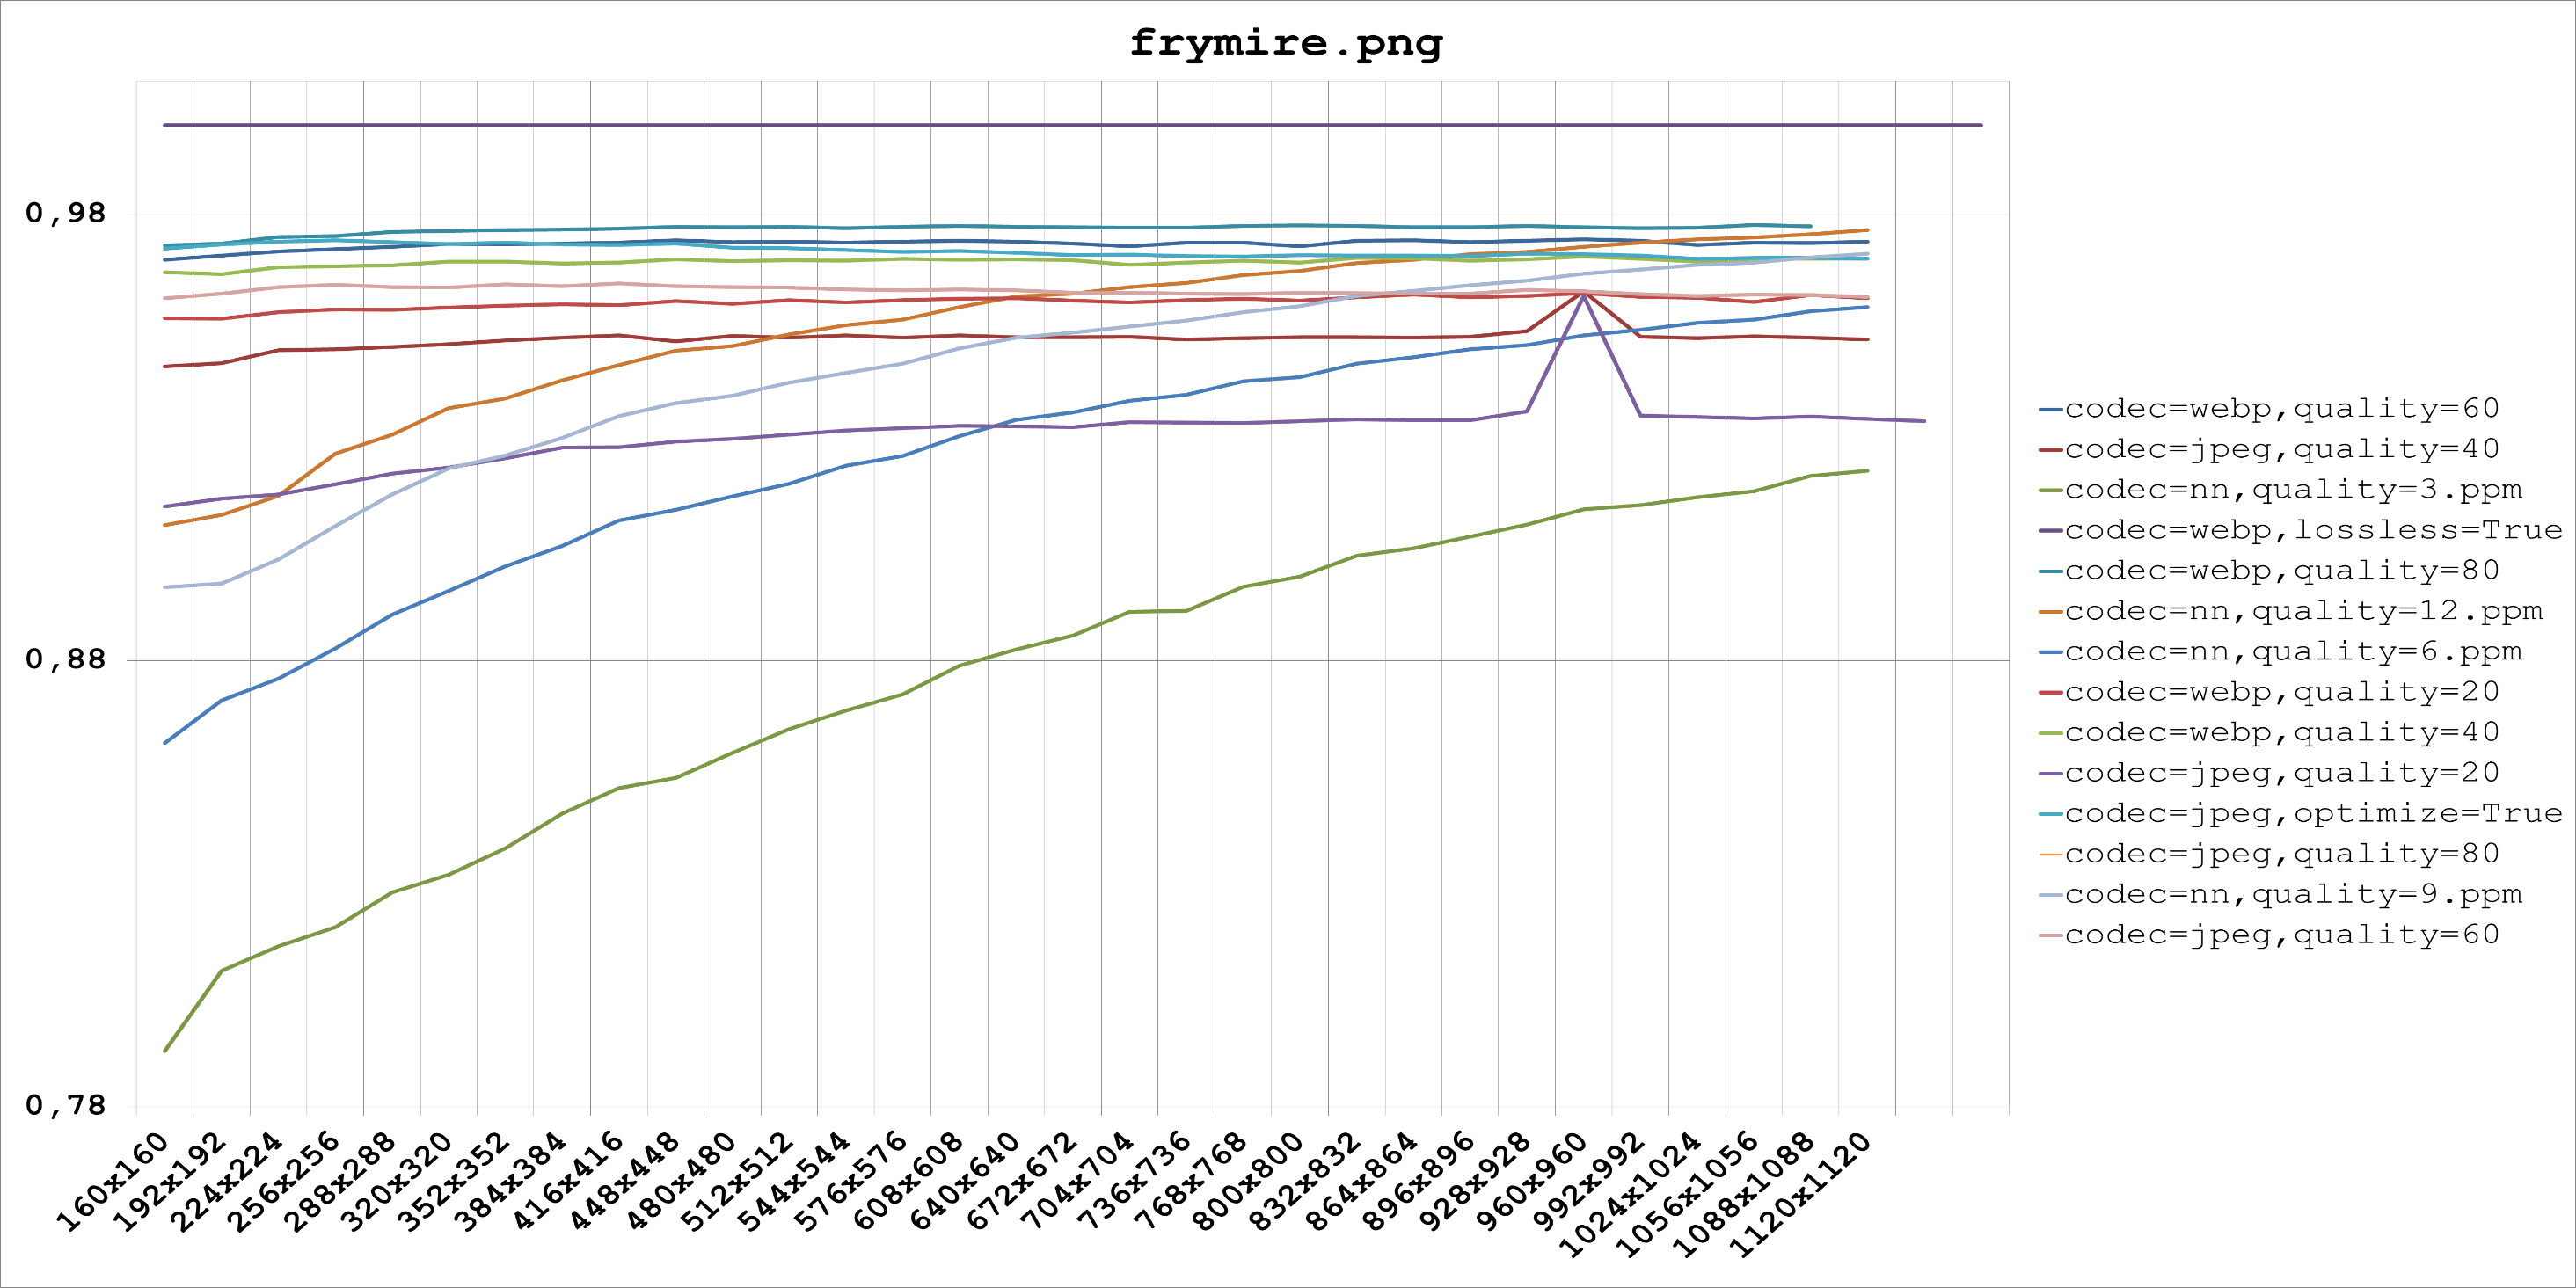 frymire.png
0,98
0,88
0,78
160x160
192x192
224x224
256x256
288x288
320x320
352x352
384x384
416x416
448x448
480x480
512x512
544x544
576x576
608x608
640x640
672x672
704x704
736x736
768x768
800x800
832x832
864x864
896x896
928x928
960x960
992x992
1024x1024
1056x1056
1088x1088
1120x1120
codec=webp,quality=60
codec=jpeg,quality=40
codec=nn,quality=3.ppm
codec=webp,lossless=True
codec=webp,quality=80
codec=nn,quality=12.ppm
codec=nn,quality=6.ppm
codec=webp,quality=20
codec=webp,quality=40
codec=jpeg,quality=20
codec=jpeg,optimize=True
codec=jpeg,quality=80
codec=nn,quality=9.ppm
codec=jpeg,quality=60